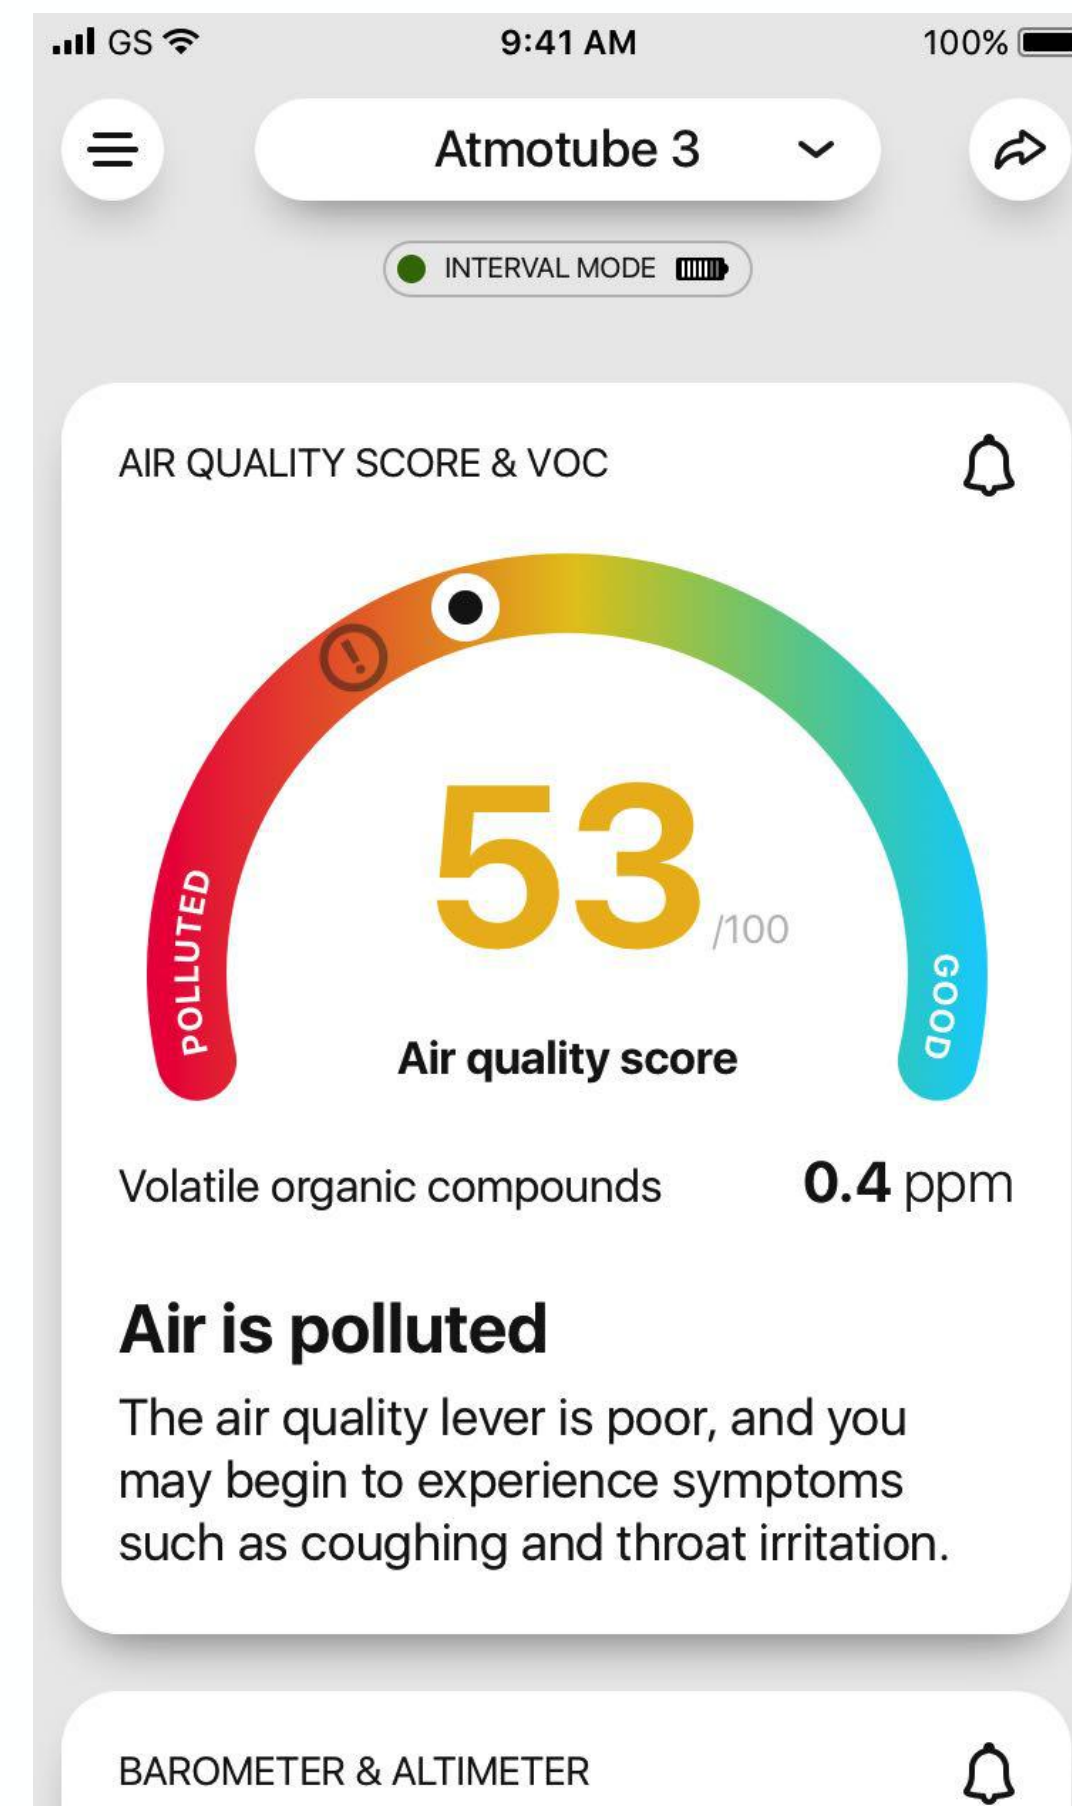 GS 9:41 AM 100%
Atmotube 3
INTERVAL MODE
AIR QUALITY SCORE & VOC
POLLUTED
53 /100
GOOD
Air quality score
Volatile organic compounds 0.4 ppm
Air is polluted
The air quality lever is poor, and you
may begin to experience symptoms
such as coughing and throat irritation.
BAROMETER & ALTIMETER